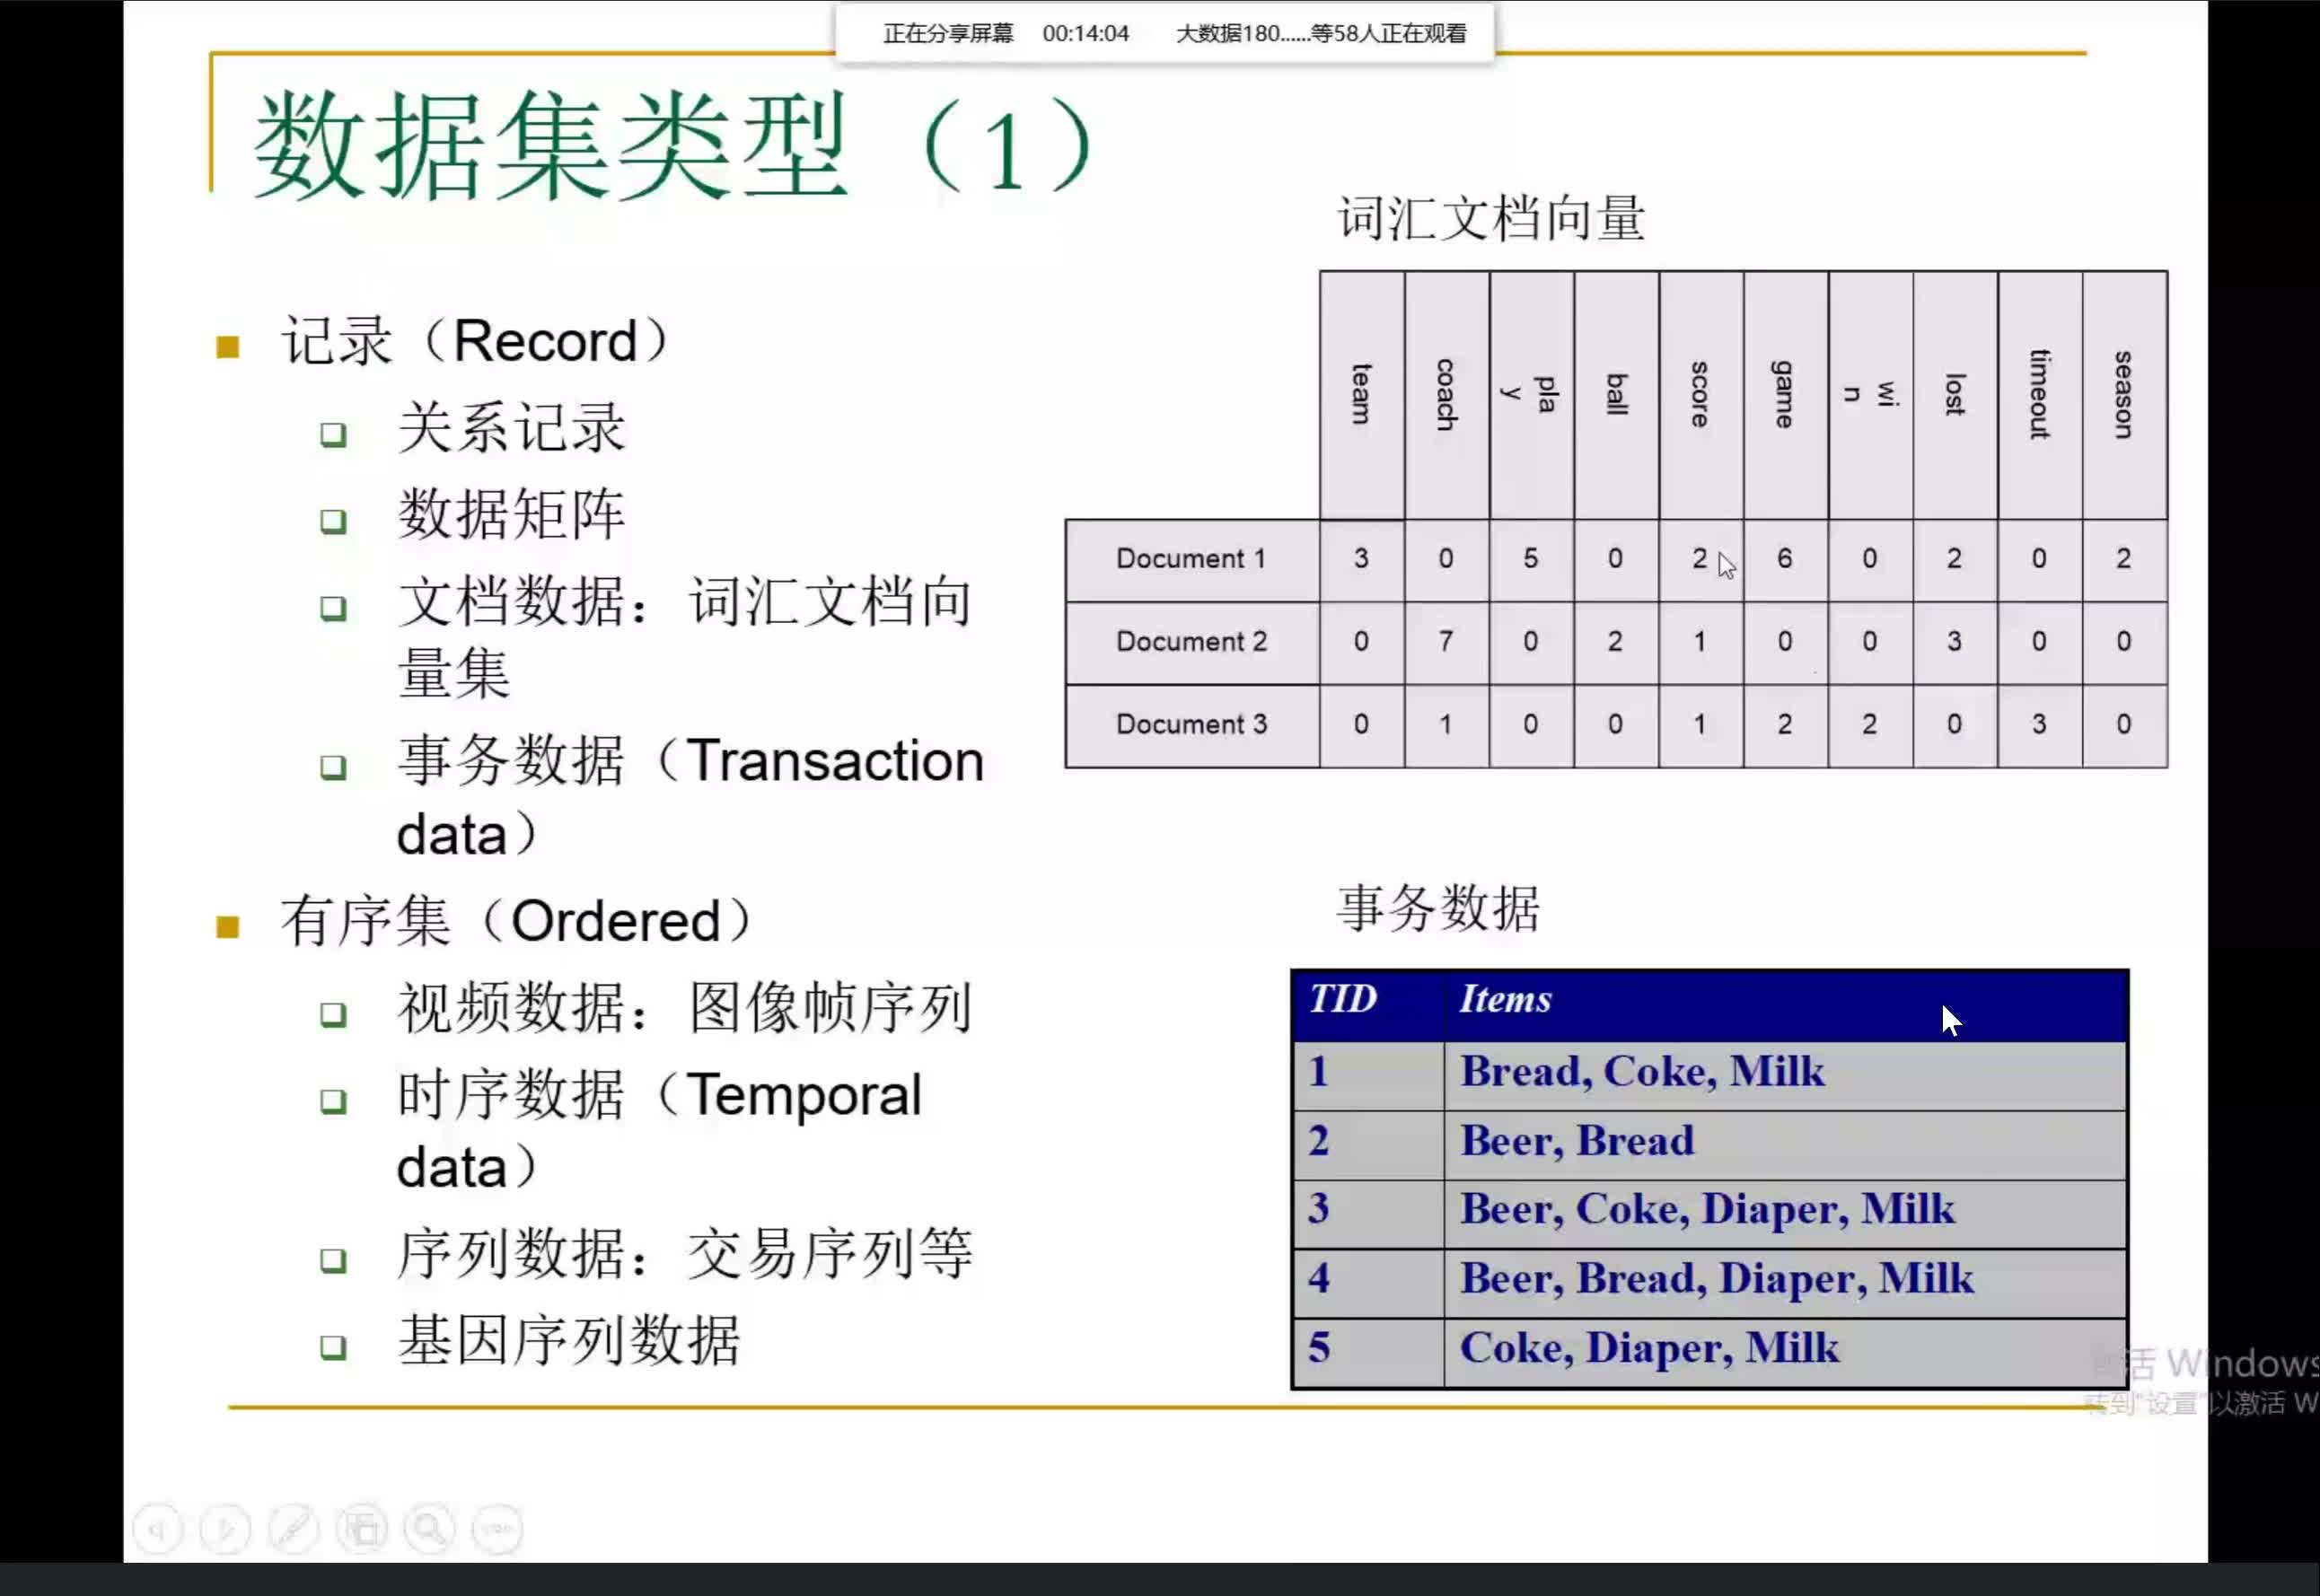 正在分享屏幕 00:14:04 大数据180......等58人正在观看
数据集类型（1）
记录（Record）
关系记录
数据矩阵
文档数据：词汇文档向
量集
事务数据（Transaction
data）
有序集（Ordered）
视频数据：图像帧序列
时序数据（Temporal
data）
序列数据：交易序列等
基因序列数据
词汇文档向量
team coach pla y ball score game wi n lost timeout season
Document 1 3 0 5 0 2 6 0 2 0 2
Document 2 0 7 0 2 1 0 0 3 0 0
Document 3 0 1 0 0 1 2 2 0 3 0
事务数据
TID Items
1 Bread, Coke, Milk
2 Beer, Bread
3 Beer, Coke, Diaper, Milk
4 Beer, Bread, Diaper, Milk
5 Coke, Diaper, Milk
活 Windows
转到"设置"以激活 W